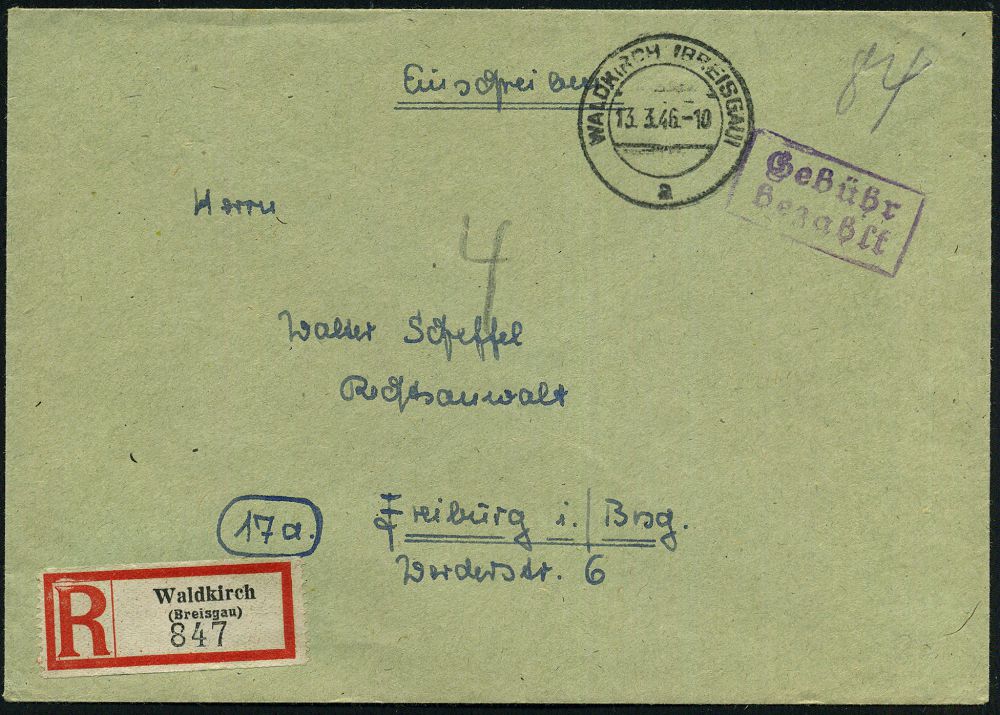 Einschreiben
WALDKIRCH (BREISGAU)
13.3.46.-10
a
84
Gebühr
bezahlt
Herrn
4
Walter Scheffel
Rechtsanwalt
17a.
Freiburg i./Brsg.
Werderstr. 6
R
Waldkirch
(Breisgau)
847